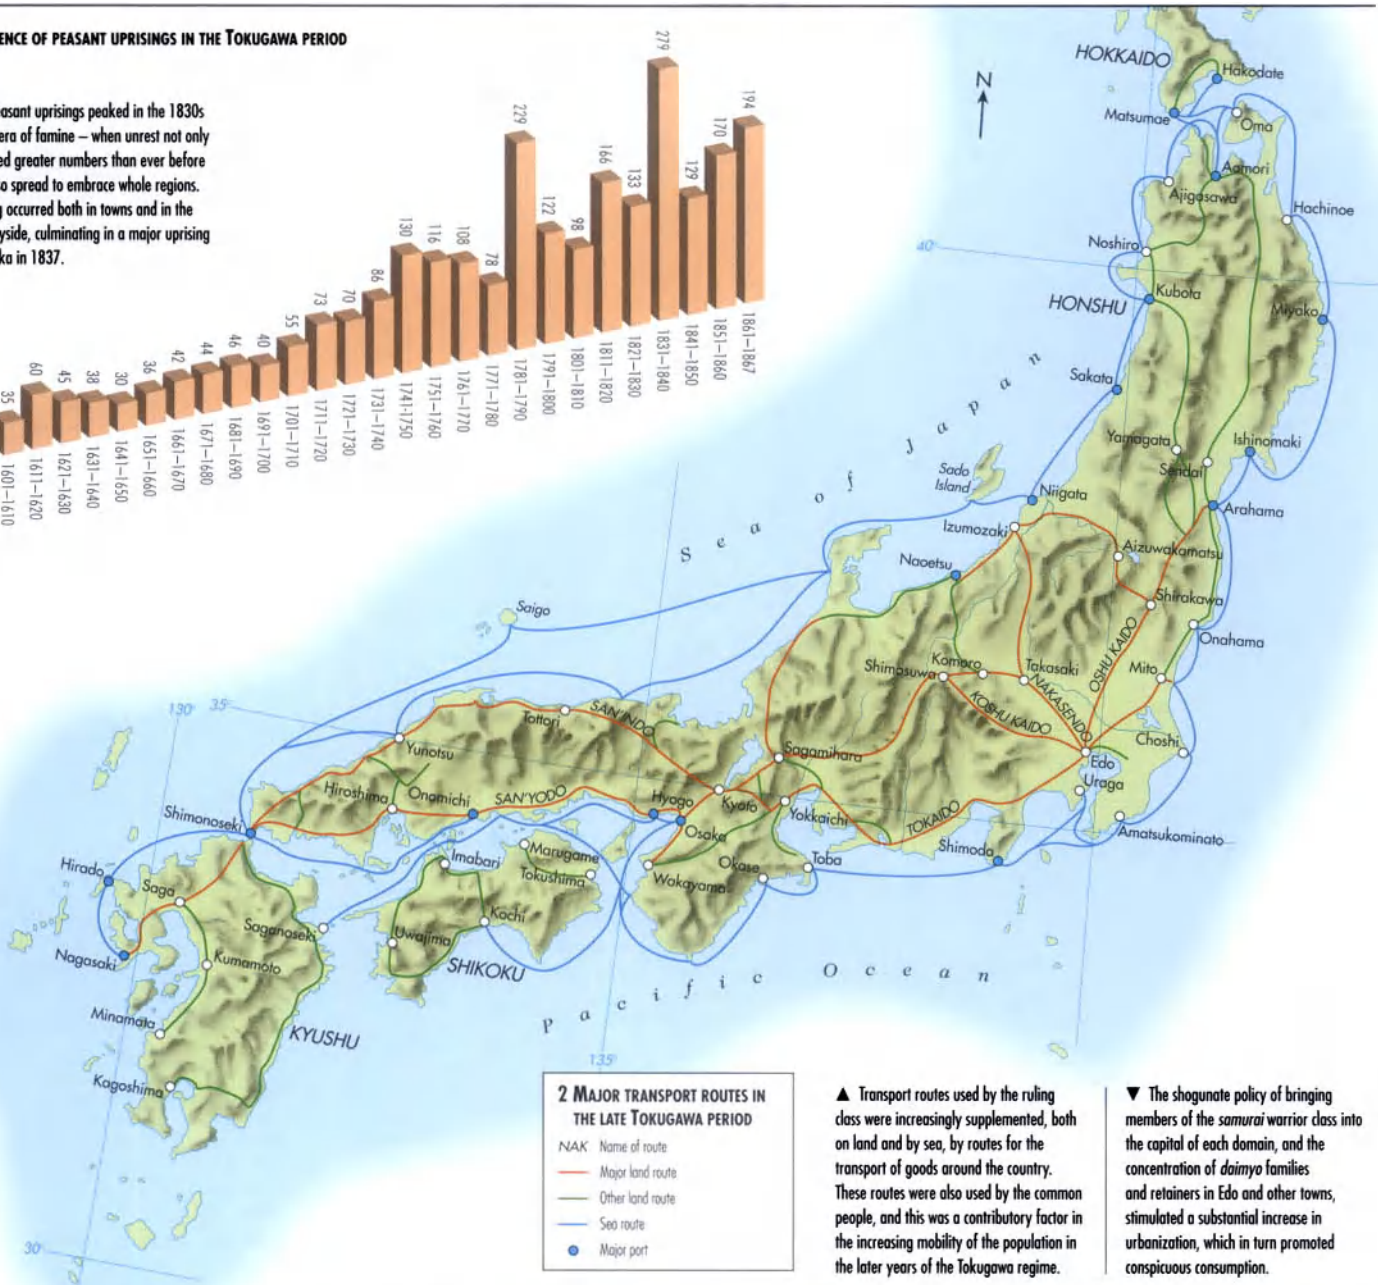 ENCE OF PEASANT UPRISINGS IN THE TOKUGAWA PERIOD
asant uprisings peaked in the 1830s
era of famine – when unrest not only
ed greater numbers than ever before
so spread to embrace whole regions.
g occurred both in towns and in the
yside, culminating in a major uprising
ka in 1837.
35
60
45
38
30
36
42
44
46
40
55
73
70
86
130
116
108
78
229
122
98
166
133
279
129
170
194
1601–1610
1611–1620
1621–1630
1631–1640
1641–1650
1651–1660
1661–1670
1671–1680
1681–1690
1691–1700
1701–1710
1711–1720
1721–1730
1731–1740
1741-1750
1751–1760
1761–1770
1771–1780
1781–1790
1791–1800
1801–1810
1811–1820
1821–1830
1831–1840
1841–1850
1851–1860
1861–1867
N
HOKKAIDO
Hakodate
Matsumae
Oma
Aomori
Ajigasawa
Hachinoe
Noshiro
40°
Kubota
HONSHU
Miyako
Sakata
Sea of Japan
Yamagata
Ishinomaki
Sendai
Sado
Island
Niigata
Arahama
Izumozaki
Aizuwakamatsu
Naoetsu
Shirakawa
Saigo
Onahama
OSHU KAIDO
Komoro
Shimosuwa
Takasaki
Mito
NAKASENDO
KOSHU KAIDO
130°
35°
Tottori
SAN'INDO
Choshi
Yunotsu
Sagamihara
Edo
Uraga
Hiroshima
Onomichi
SAN'YODO
Hyogo
Kyoto
Yokkaichi
TOKAIDO
Shimonoseki
Osaka
Amatsukominato
Shimoda
Marugame
Imabari
Hirado
Okase
Toba
Saga
Tokushima
Wakayama
Kochi
Saganoseki
Uwajima
Nagasaki
Kumamoto
SHIKOKU
Pacific Ocean
Minamata
KYUSHU
Kagoshima
135°
30°
2 MAJOR TRANSPORT ROUTES IN
THE LATE TOKUGAWA PERIOD
NAK Name of route
Major land route
Other land route
Sea route
Major port
▲ Transport routes used by the ruling
class were increasingly supplemented, both
on land and by sea, by routes for the
transport of goods around the country.
These routes were also used by the common
people, and this was a contributory factor in
the increasing mobility of the population in
the later years of the Tokugawa regime.
▼ The shogunate policy of bringing
members of the samurai warrior class into
the capital of each domain, and the
concentration of daimyo families
and retainers in Edo and other towns,
stimulated a substantial increase in
urbanization, which in turn promoted
conspicuous consumption.